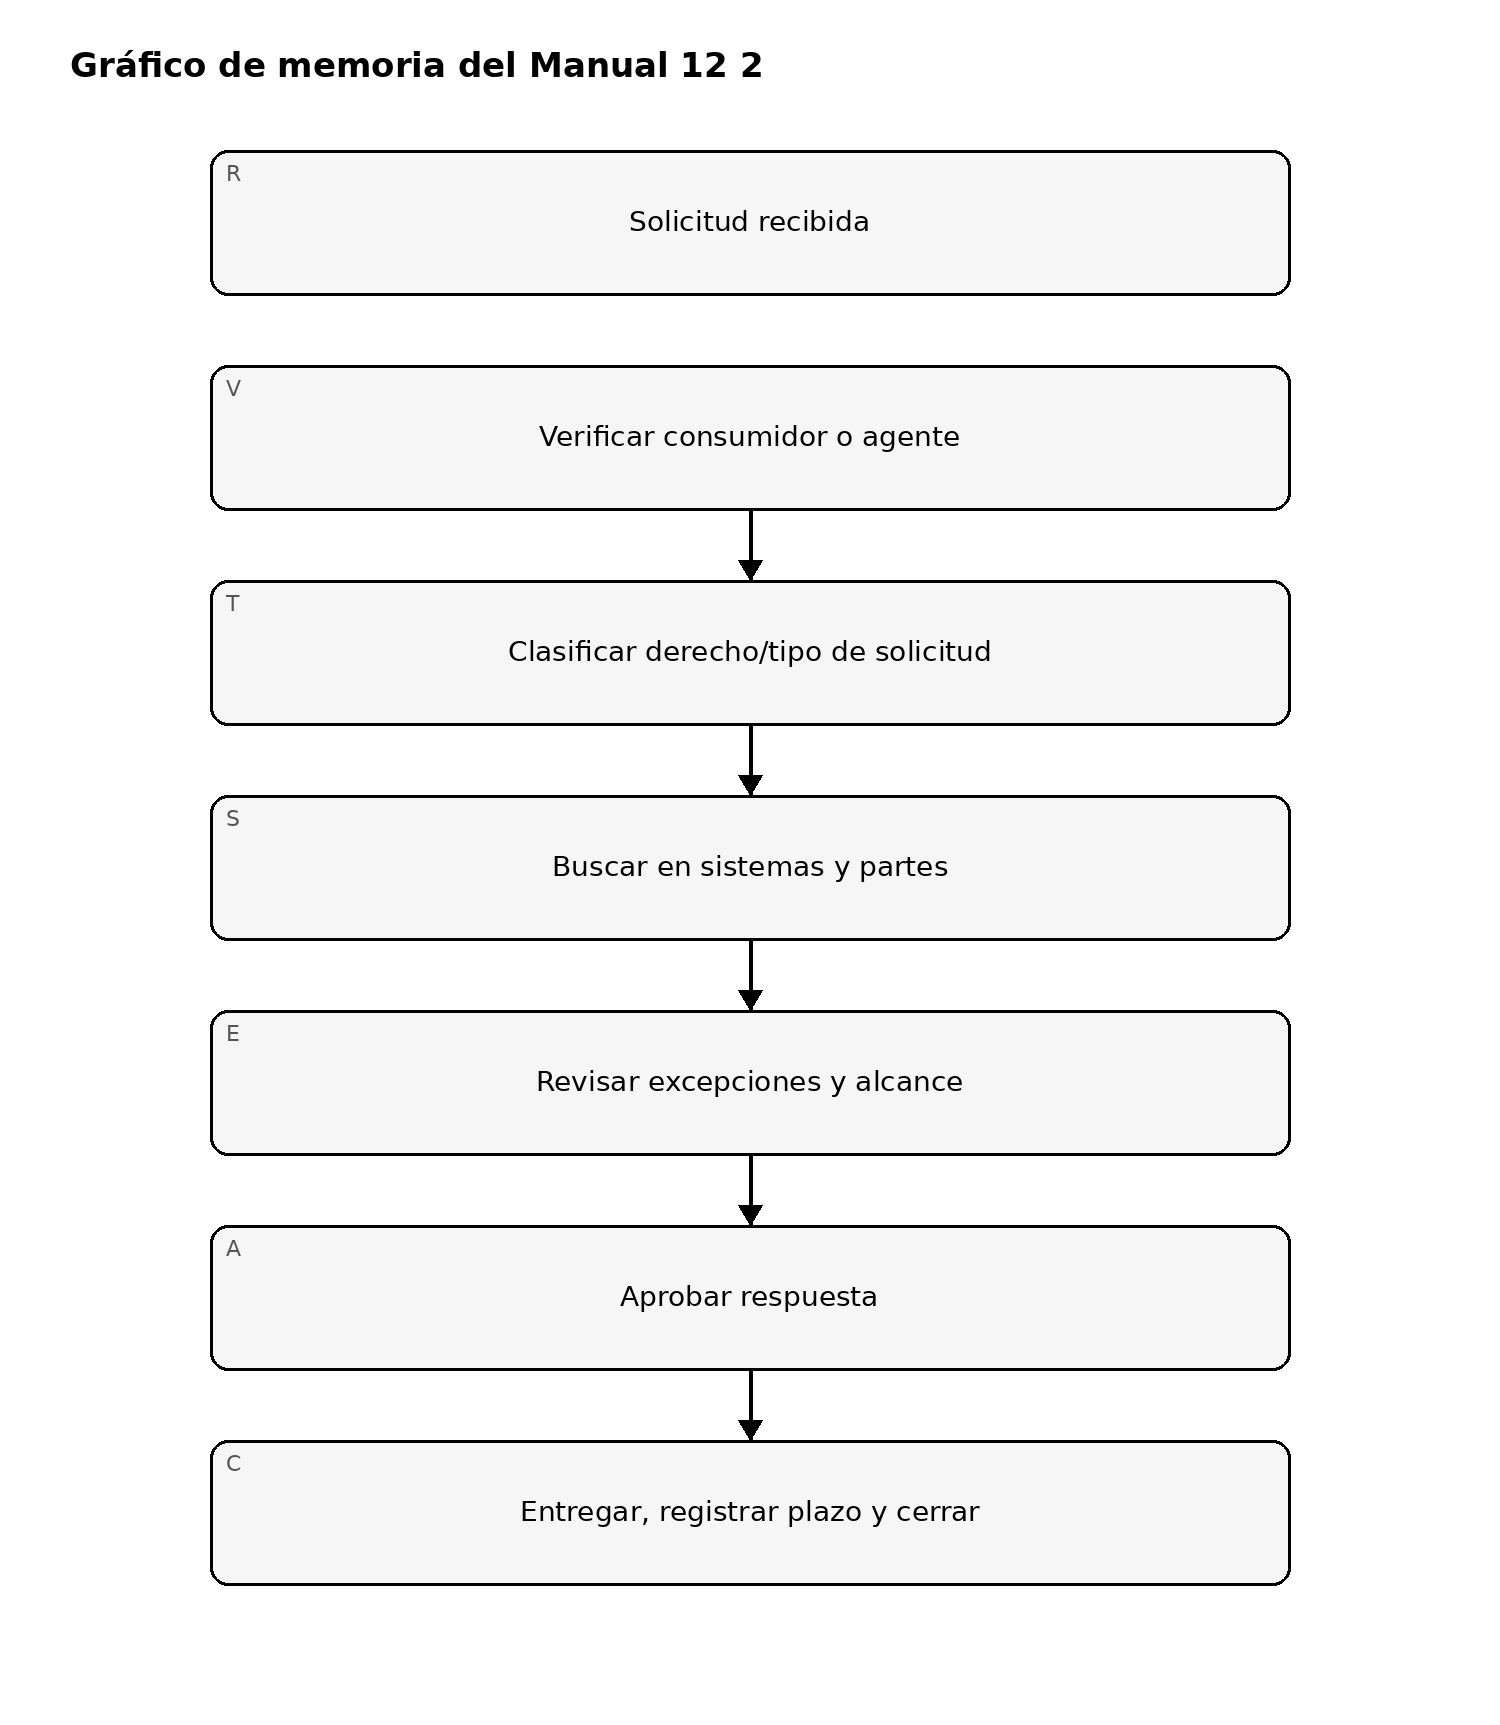 Gráfico de memoria del Manual 12 2
R
Solicitud recibida
V
Verificar consumidor o agente
T
Clasificar derecho/tipo de solicitud
S
Buscar en sistemas y partes
E
Revisar excepciones y alcance
A
Aprobar respuesta
C
Entregar, registrar plazo y cerrar